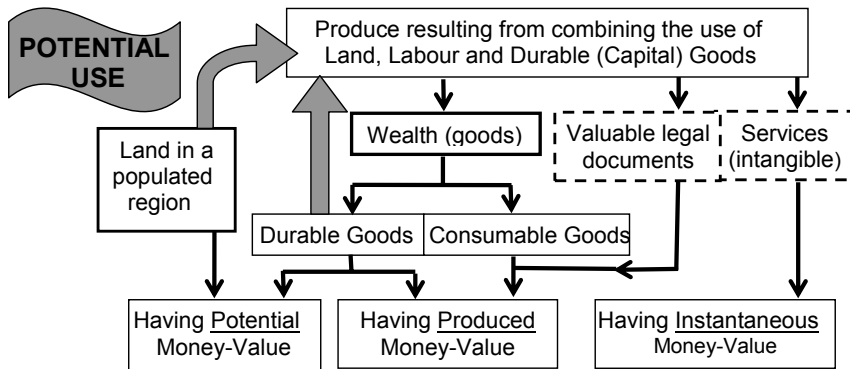 POTENTIAL
USE
Produce resulting from combining the use of
Land, Labour and Durable (Capital) Goods
Land in a
populated
region
Wealth (goods)
Valuable legal
documents
Services
(intangible)
Durable Goods
Consumable Goods
Having Potential
Money-Value
Having Produced
Money-Value
Having Instantaneous
Money-Value